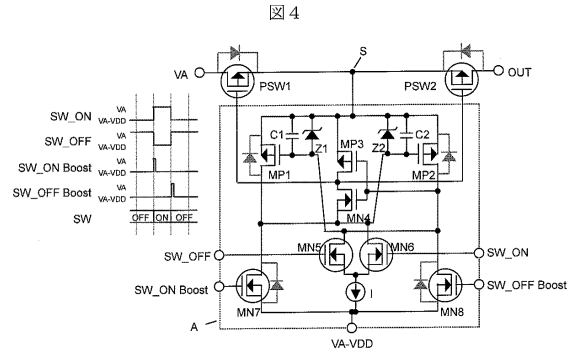 図4
S
VA
PSW1
PSW2
OUT
SW_ON VA VA-VDD
SW_OFF VA VA-VDD
SW_ON Boost VA VA-VDD
SW_OFF Boost VA VA-VDD
SW OFF ON OFF
C1
Z1
MP3
Z2
C2
MP1
MN4
MP2
MN5
MN6
SW_OFF
SW_ON
SW_ON Boost
SW_OFF Boost
I
MN7
MN8
A
VA-VDD